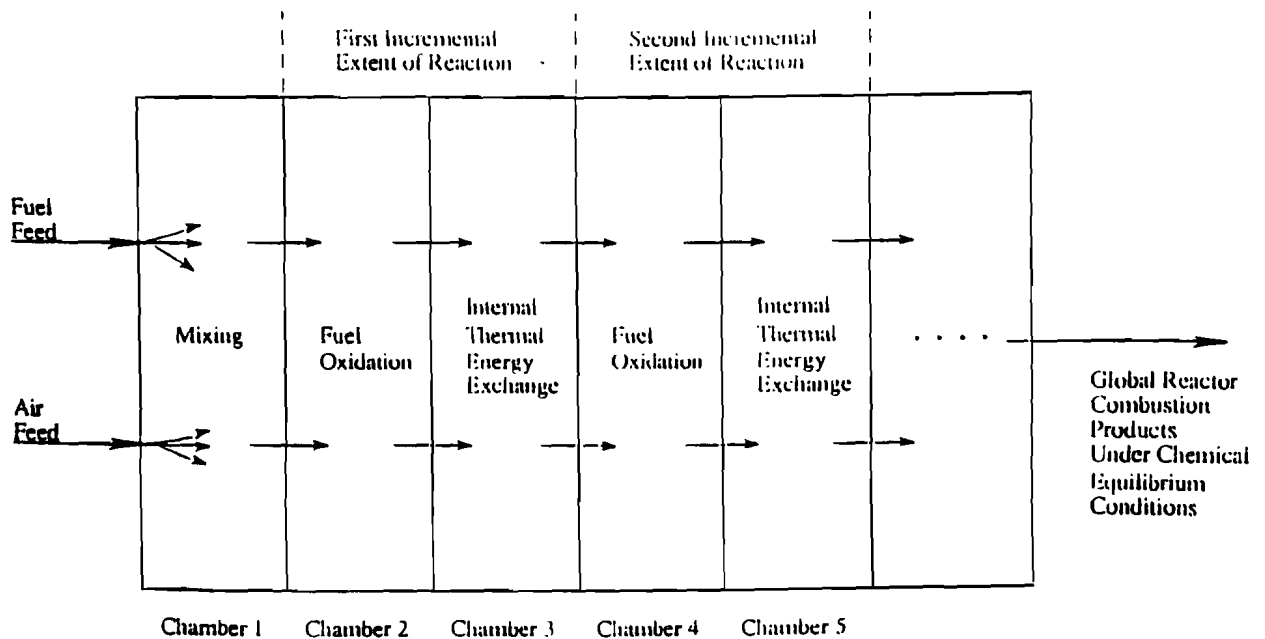 First Incremental
Extent of Reaction
Second Incremental
Extent of Reaction
Fuel
Feed
Air
Feed
Mixing
Fuel
Oxidation
Internal
Thermal
Energy
Exchange
Fuel
Oxidation
Internal
Thermal
Energy
Exchange
. . . .
Global Reactor
Combustion
Products
Under Chemical
Equilibrium
Conditions
Chamber 1
Chamber 2
Chamber 3
Chamber 4
Chamber 5